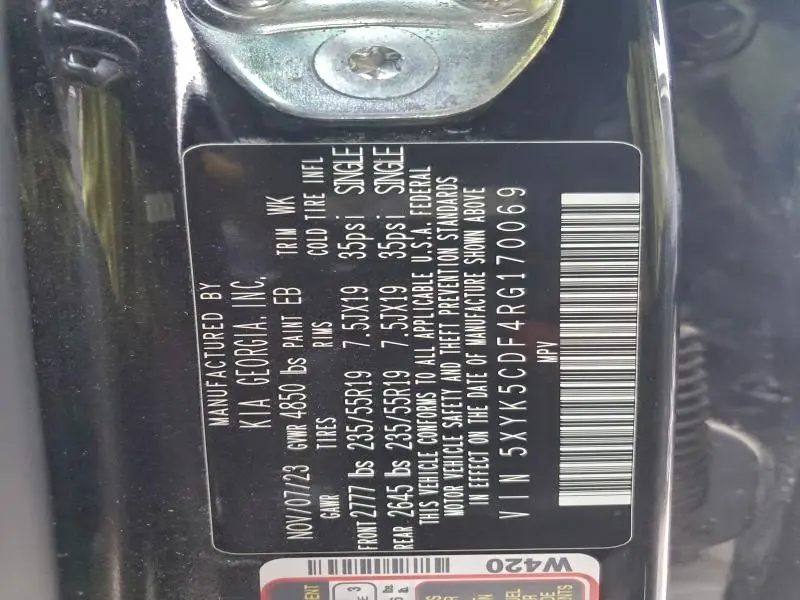 MANUFACTURED BY
KIA GEORGIA, INC.
NOV/07/23 GVWR 4850 lbs PAINT EB TRIM WK
GAWR TIRES RIMS COLD TIRE INFL
FRONT 2777 lbs 235/55R19 7.5JX19 35psi SINGLE
REAR 2645 lbs 235/55R19 7.5JX19 35psi SINGLE
THIS VEHICLE CONFORMS TO ALL APPLICABLE U.S.A. FEDERAL
MOTOR VEHICLE SAFETY AND THEFT PREVENTION STANDARDS
IN EFFECT ON THE DATE OF MANUFACTURE SHOWN ABOVE
VIN 5XYK5CDF4RG170069
MPV
W420